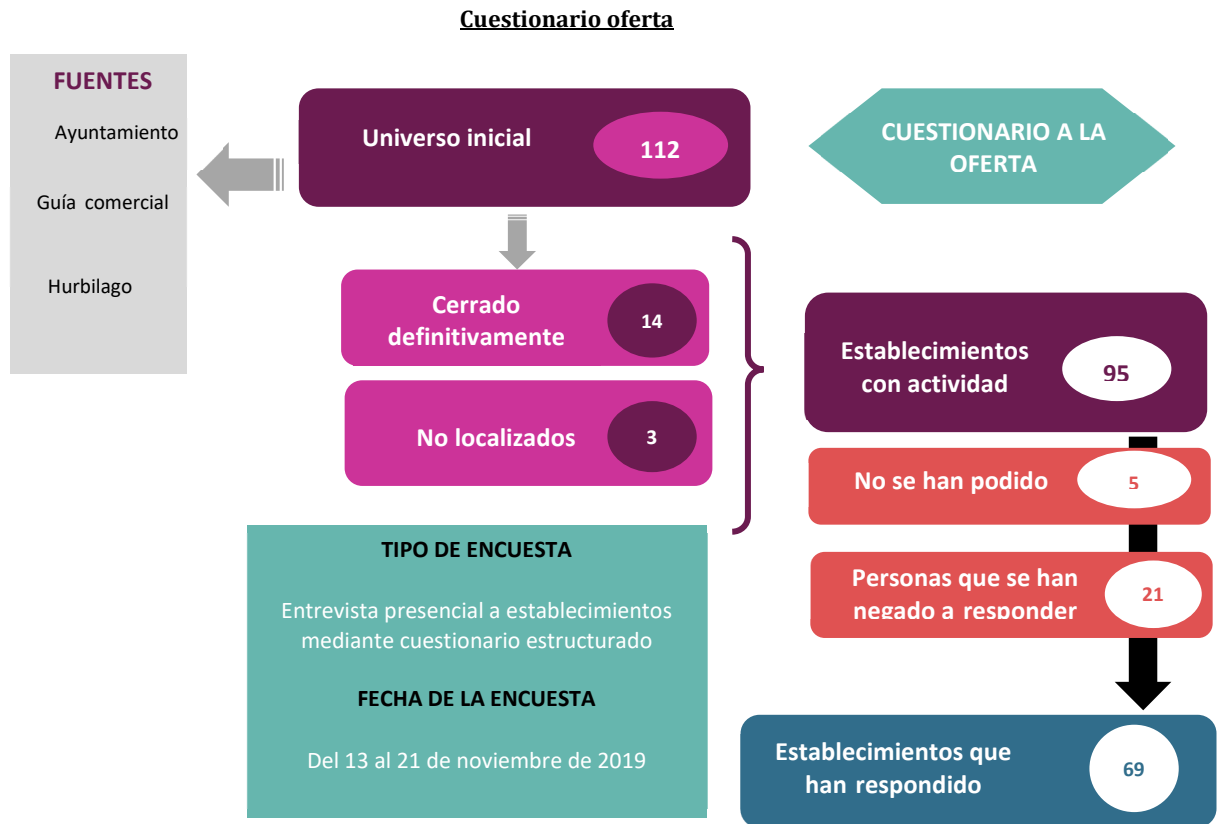 Cuestionario oferta
FUENTES
Ayuntamiento
Guía comercial
Hurbilago
Universo inicial
112
CUESTIONARIO A LA
OFERTA
Cerrado
definitivamente
14
No localizados
3
Establecimientos
con actividad
95
No se han podido
5
Personas que se han
negado a responder
21
TIPO DE ENCUESTA
Entrevista presencial a establecimientos
mediante cuestionario estructurado
FECHA DE LA ENCUESTA
Del 13 al 21 de noviembre de 2019
Establecimientos que
han respondido
69